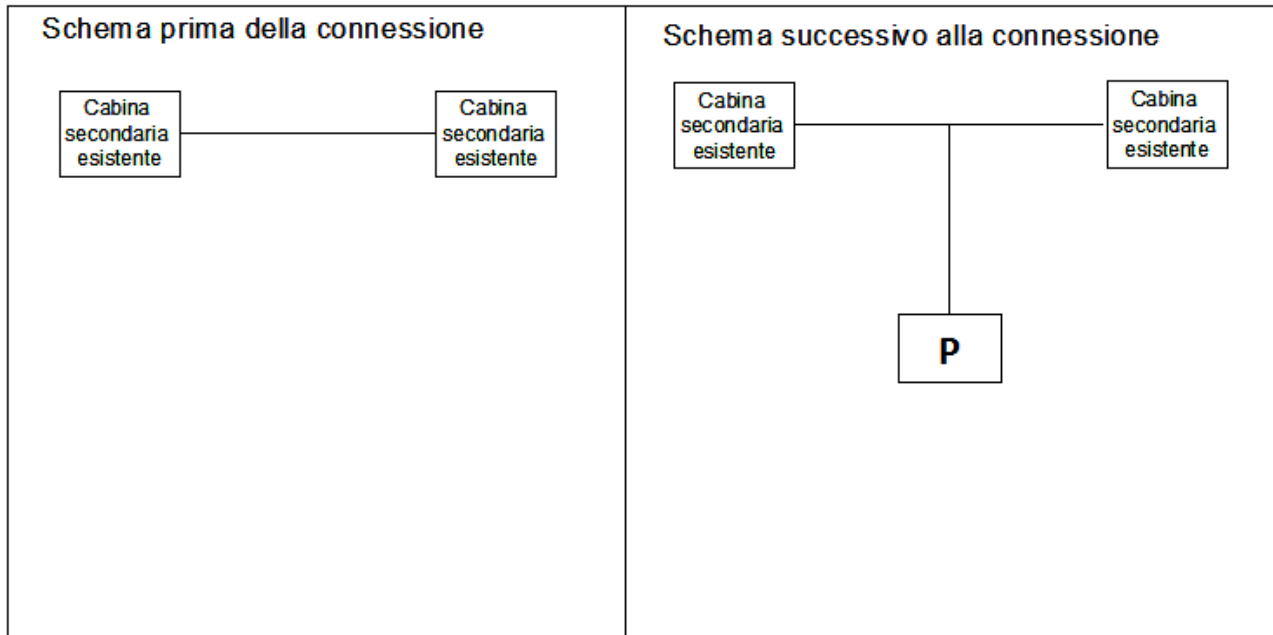 Schema prima della connessione
Cabina
secondaria
esistente
Cabina
secondaria
esistente
Schema successivo alla connessione
Cabina
secondaria
esistente
Cabina
secondaria
esistente
P